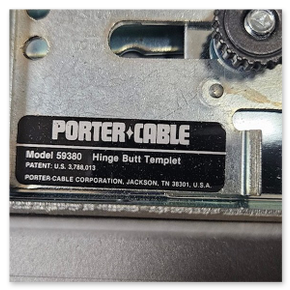 PORTER+CABLE
Model 59380 Hinge Butt Templet
PATENT: U.S. 3,788,013
PORTER-CABLE CORPORATION, JACKSON, TN 38301. U.S.A.